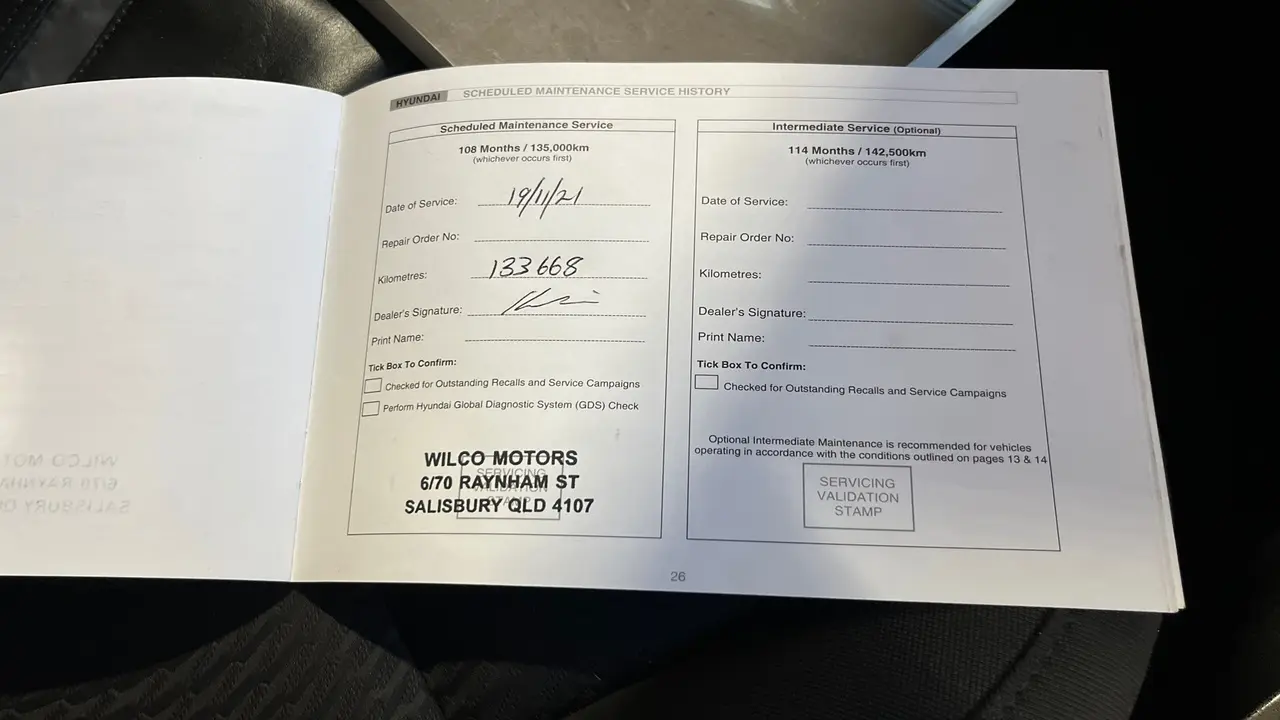 HYUNDAI SCHEDULED MAINTENANCE SERVICE HISTORY
Scheduled Maintenance Service
108 Months / 135,000km
(whichever occurs first)
Date of Service: 19/11/21
Repair Order No:
Kilometres: 133668
Dealer's Signature:
Print Name:
Tick Box To Confirm:
Checked for Outstanding Recalls and Service Campaigns
Perform Hyundai Global Diagnostic System (GDS) Check
SERVICING
VALIDATION
STAMP
WILCO MOTORS
6/70 RAYNHAM ST
SALISBURY QLD 4107
Intermediate Service (Optional)
114 Months / 142,500km
(whichever occurs first)
Date of Service:
Repair Order No:
Kilometres:
Dealer's Signature:
Print Name:
Tick Box To Confirm:
Checked for Outstanding Recalls and Service Campaigns
Optional Intermediate Maintenance is recommended for vehicles
operating in accordance with the conditions outlined on pages 13 & 14
SERVICING
VALIDATION
STAMP
26